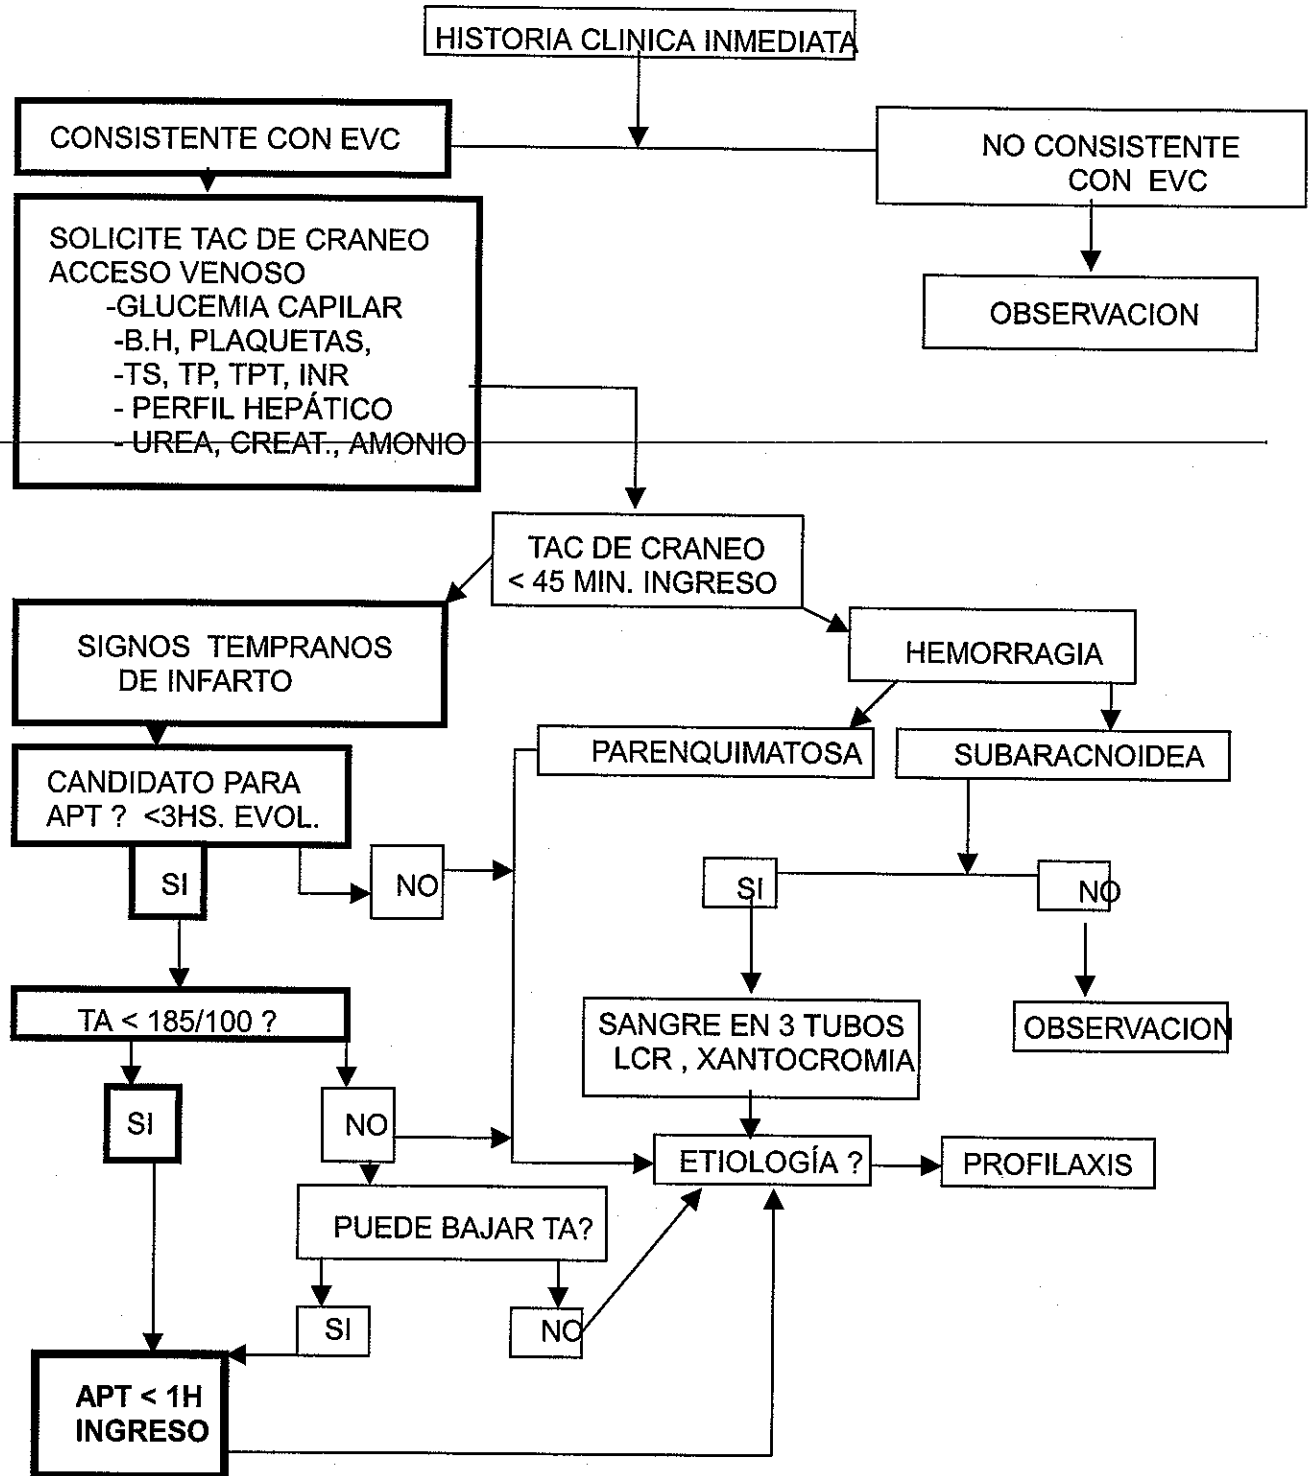 HISTORIA CLINICA INMEDIATA
CONSISTENTE CON EVC
NO CONSISTENTE
CON EVC
SOLICITE TAC DE CRANEO
ACCESO VENOSO
-GLUCEMIA CAPILAR
-B.H, PLAQUETAS,
-TS, TP, TPT, INR
- PERFIL HEPÁTICO
- UREA, CREAT., AMONIO
OBSERVACION
TAC DE CRANEO
< 45 MIN. INGRESO
SIGNOS TEMPRANOS
DE INFARTO
HEMORRAGIA
PARENQUIMATOSA
SUBARACNOIDEA
CANDIDATO PARA
APT ? <3HS. EVOL.
SI
NO
SI
NO
TA < 185/100 ?
SANGRE EN 3 TUBOS
LCR , XANTOCROMIA
OBSERVACION
SI
NO
ETIOLOGÍA ?
PROFILAXIS
PUEDE BAJAR TA?
SI
NO
APT < 1H
INGRESO